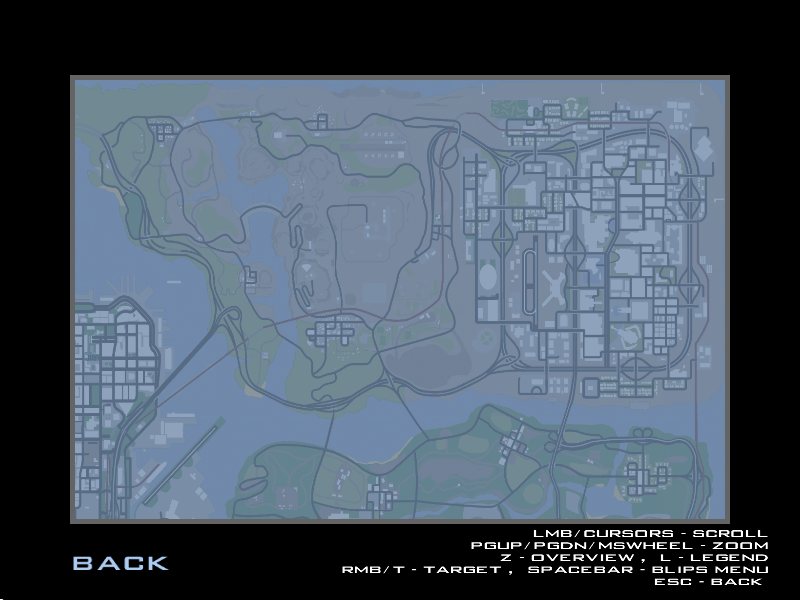 LMB/CURSORS - SCROLL
PGUP/PGDN/MSWHEEL - ZOOM
Z - OVERVIEW , L - LEGEND
RMB/T - TARGET , SPACEBAR - BLIPS MENU
ESC - BACK
BACK